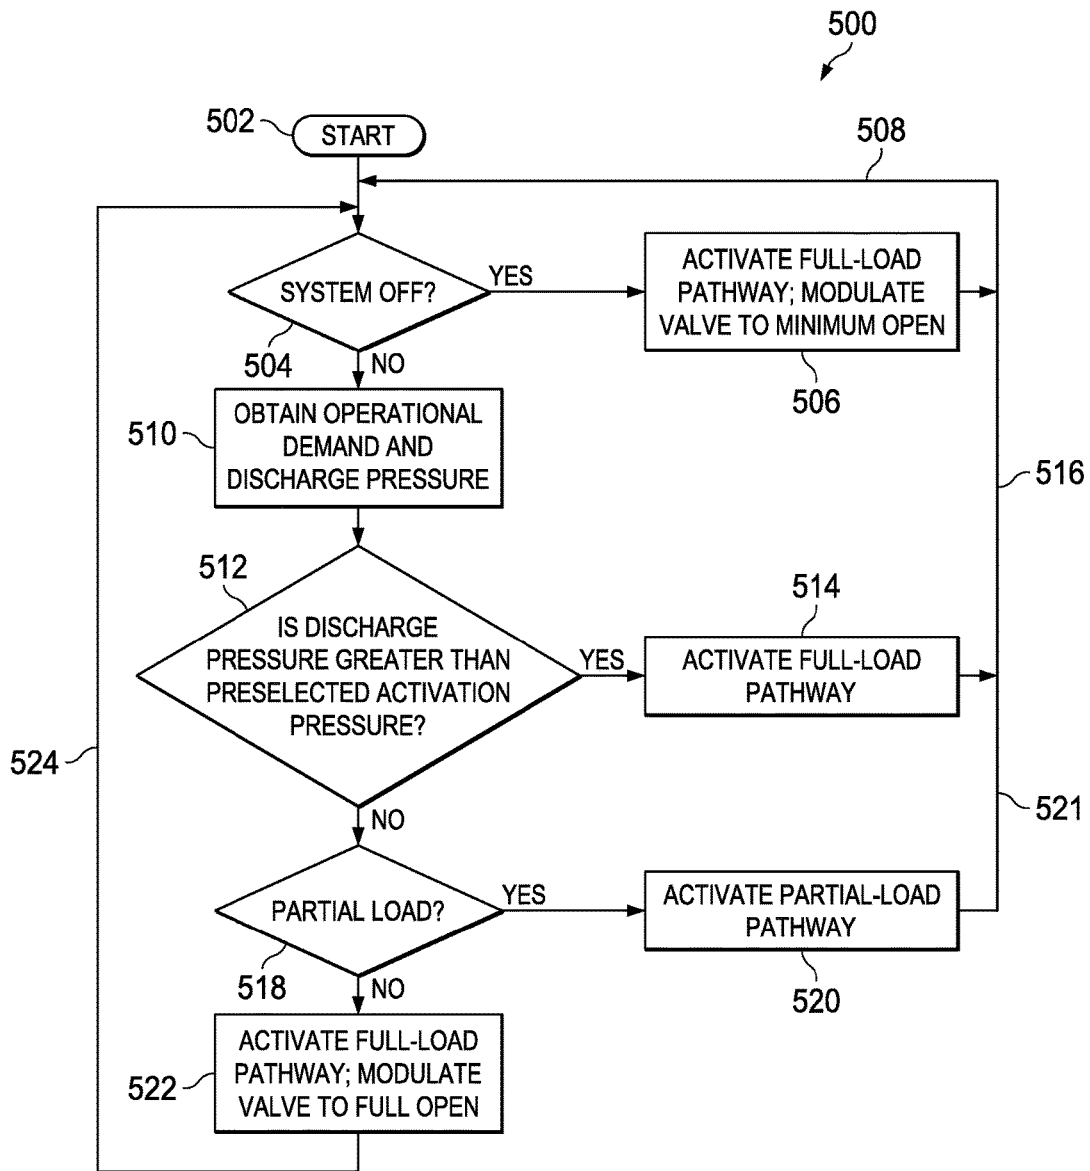 500
502
START
508
SYSTEM OFF?
YES
504
NO
ACTIVATE FULL-LOAD
PATHWAY; MODULATE
VALVE TO MINIMUM OPEN
506
510
OBTAIN OPERATIONAL
DEMAND AND
DISCHARGE PRESSURE
516
512
IS DISCHARGE
PRESSURE GREATER THAN
PRESELECTED ACTIVATION
PRESSURE?
YES
NO
514
ACTIVATE FULL-LOAD
PATHWAY
524
521
PARTIAL LOAD?
YES
518
NO
ACTIVATE PARTIAL-LOAD
PATHWAY
520
522
ACTIVATE FULL-LOAD
PATHWAY; MODULATE
VALVE TO FULL OPEN